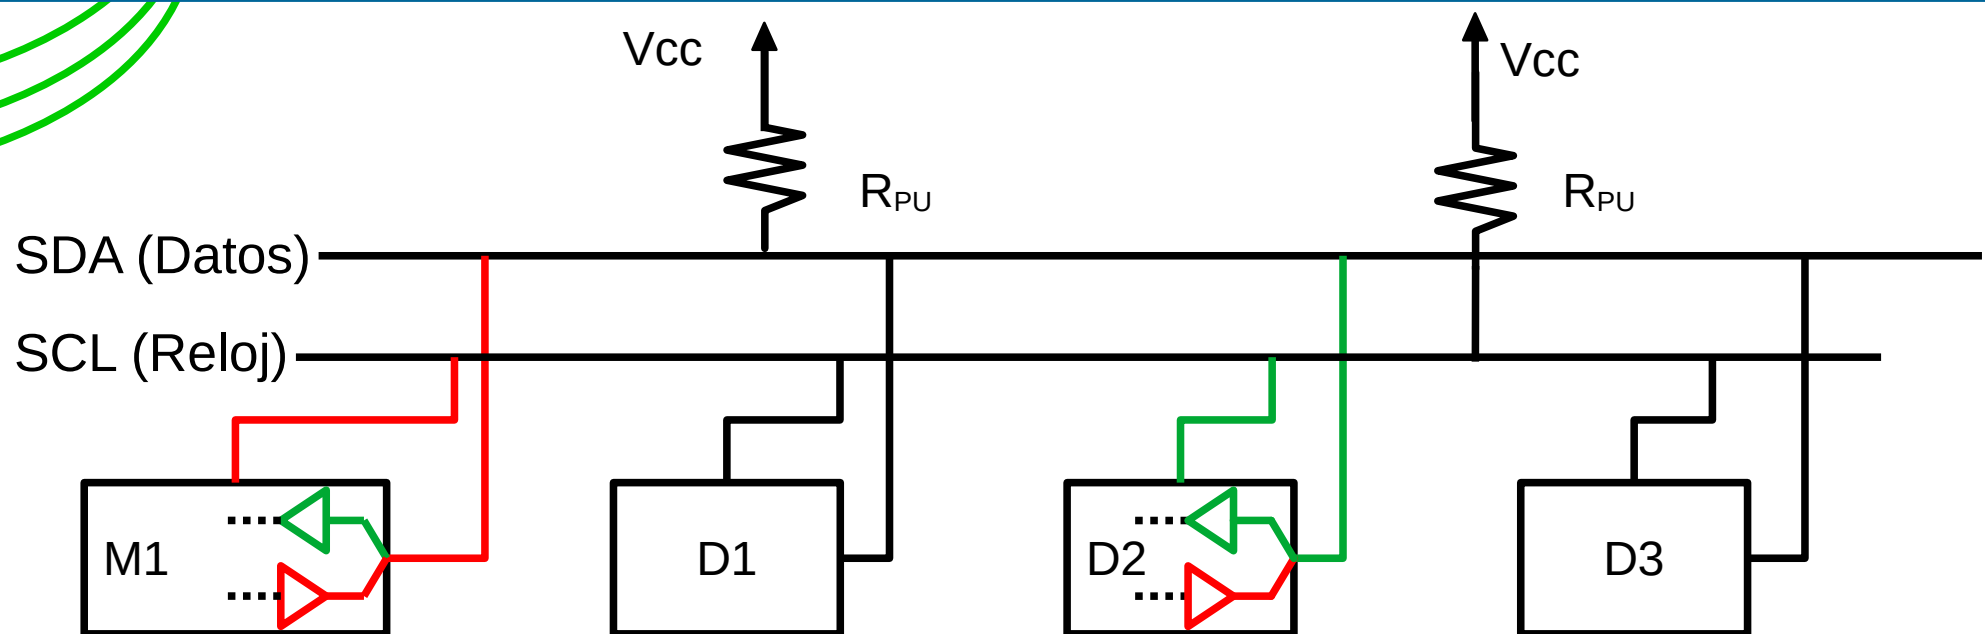 Vcc
Vcc
RPU
RPU
SDA (Datos)
SCL (Reloj)
M1
D1
D2
D3